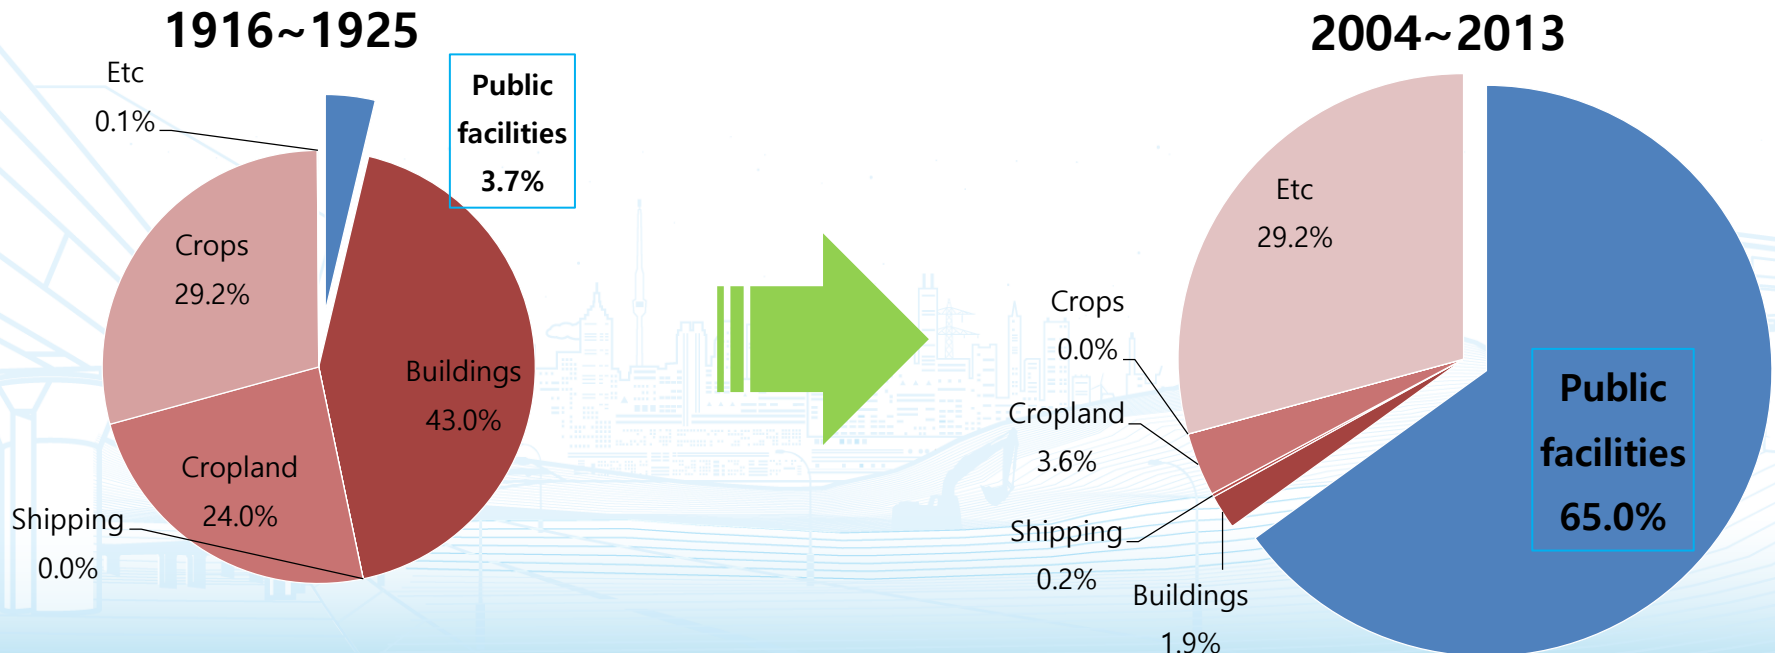 1916~1925
Etc
0.1%
Public
facilities
3.7%
Crops
29.2%
Buildings
43.0%
Cropland
24.0%
Shipping
0.0%
2004~2013
Etc
29.2%
Crops
0.0%
Cropland
3.6%
Shipping
0.2%
Buildings
1.9%
Public
facilities
65.0%